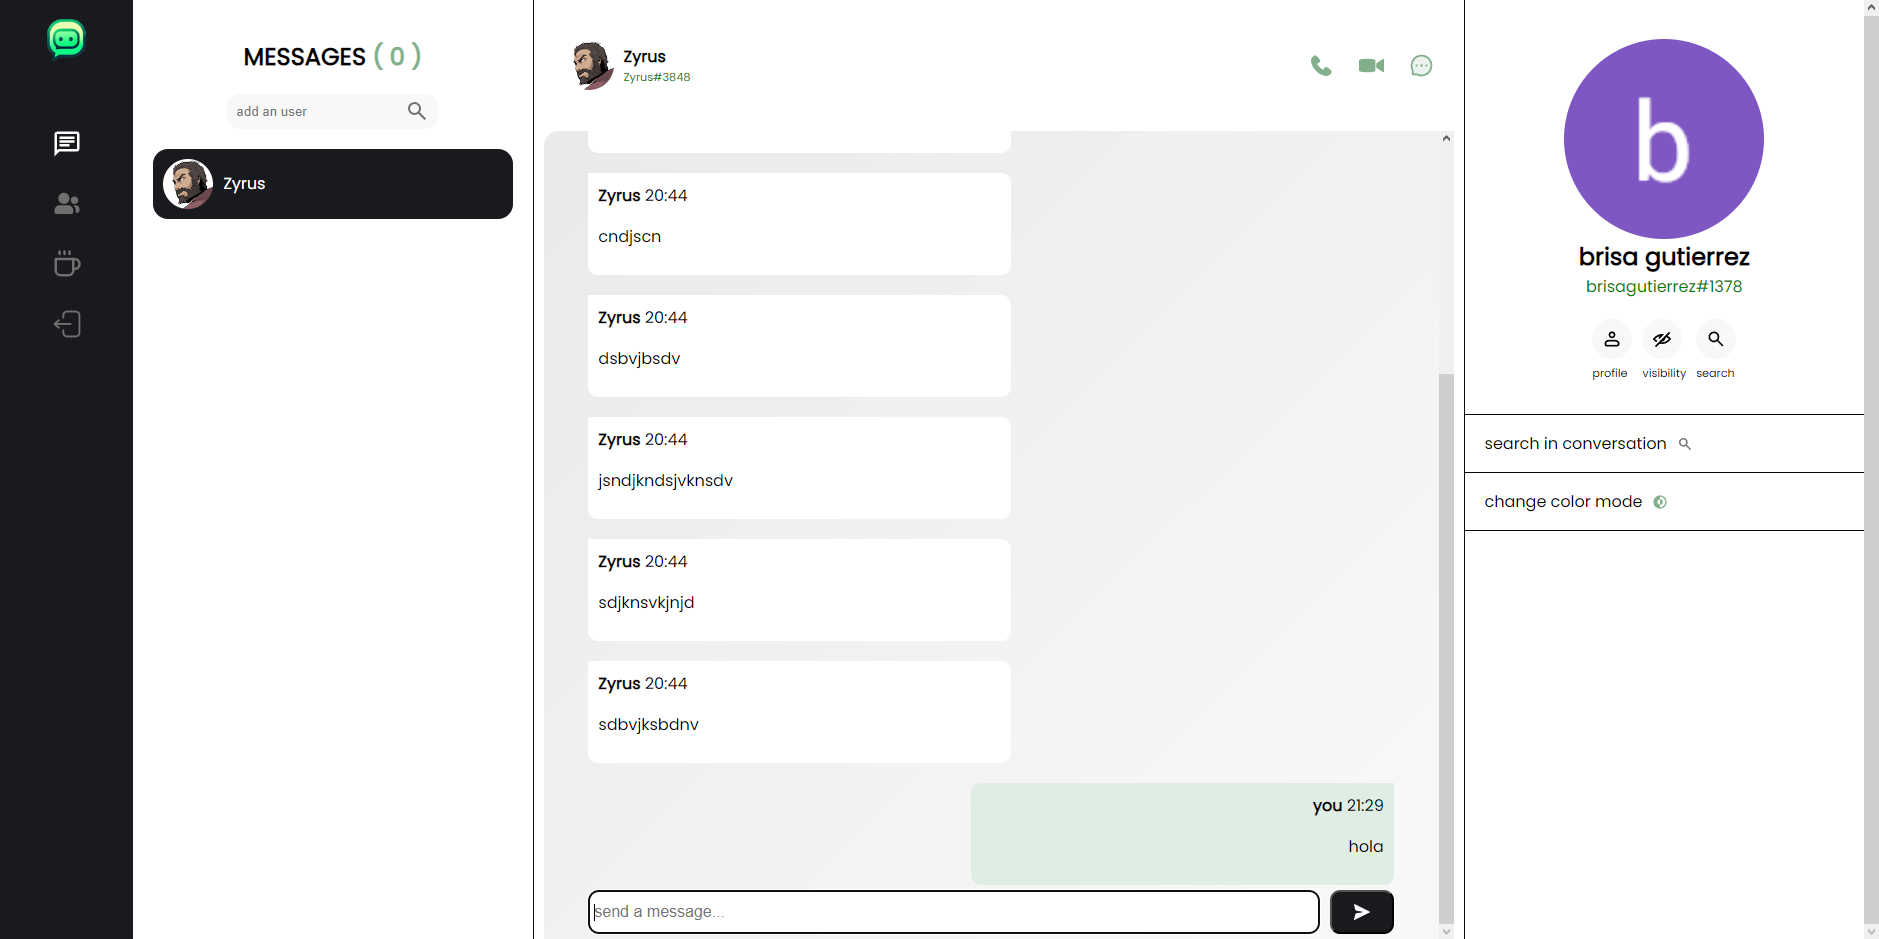 MESSAGES ( 0 )
add an user
Zyrus
Zyrus
Zyrus#3848
Zyrus 20:44
cndjscn
Zyrus 20:44
dsbvjbsdv
Zyrus 20:44
jsndjkndsjvknsdv
Zyrus 20:44
sdjknsvkjnjd
Zyrus 20:44
sdbvjksbdnv
you 21:29
hola
send a message...
b
brisa gutierrez
brisagutierrez#1378
profile visibility search
search in conversation
change color mode